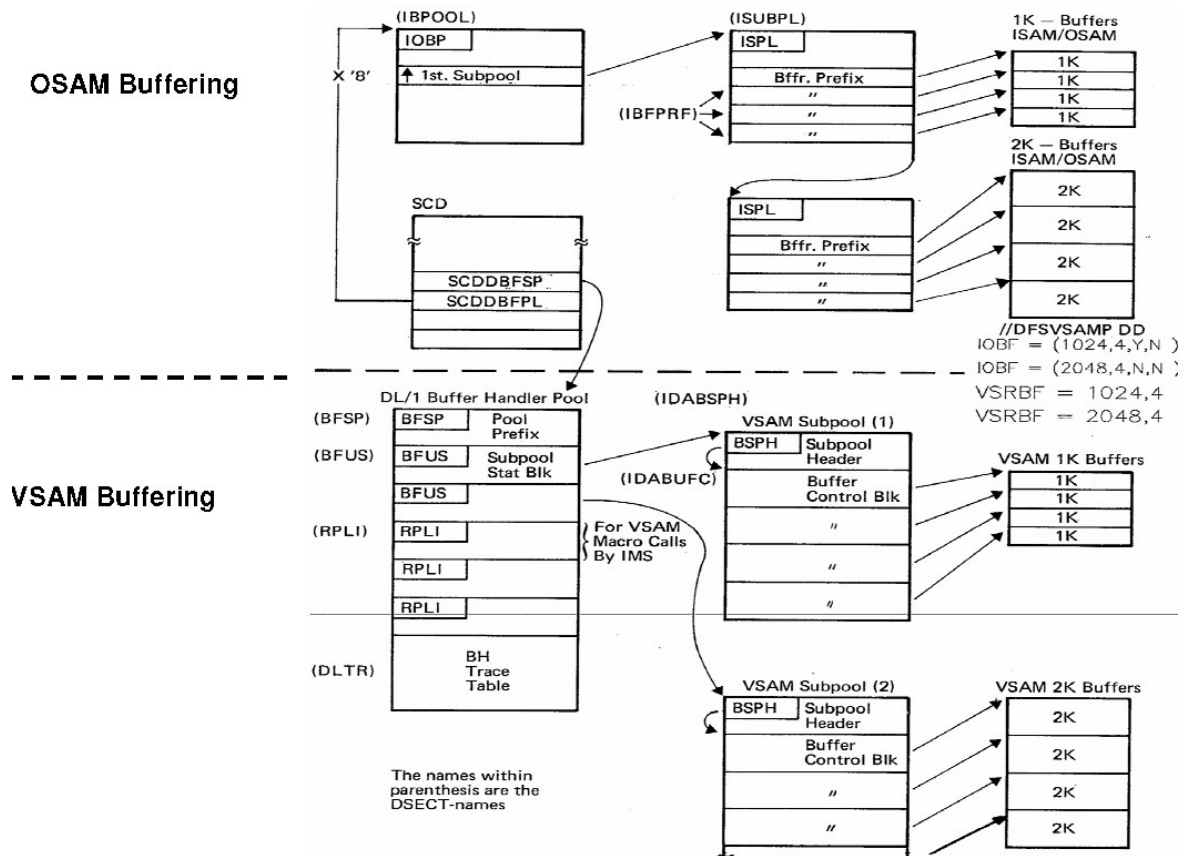 OSAM Buffering
(IBPOOL)
IOBP
1st. Subpool
X '8'
(ISUBPL)
ISPL
Bffr. Prefix
"
"
"
(IBFPRF)
1K – Buffers
ISAM/OSAM
1K
1K
1K
1K
ISPL
Bffr. Prefix
"
"
"
2K – Buffers
ISAM/OSAM
2K
2K
2K
2K
SCD
SCDDBFSP
SCDDBFPL
//DFSVSAMP DD
IOBF = (1024,4,Y,N )
IOBF = (2048,4,N,N )
VSRBF = 1024,4
VSRBF = 2048,4
VSAM Buffering
DL/1 Buffer Handler Pool
(BFSP)
BFSP
Pool
Prefix
(BFUS)
BFUS
Subpool
Stat Blk
BFUS
(RPLI)
RPLI
For VSAM
Macro Calls
By IMS
RPLI
RPLI
(DLTR)
BH
Trace
Table
(IDABSPH)
VSAM Subpool (1)
BSPH
Subpool
Header
(IDABUFC)
Buffer
Control Blk
"
"
"
VSAM 1K Buffers
1K
1K
1K
1K
VSAM Subpool (2)
BSPH
Subpool
Header
Buffer
Control Blk
"
"
VSAM 2K Buffers
2K
2K
2K
2K
The names within
parenthesis are the
DSECT-names